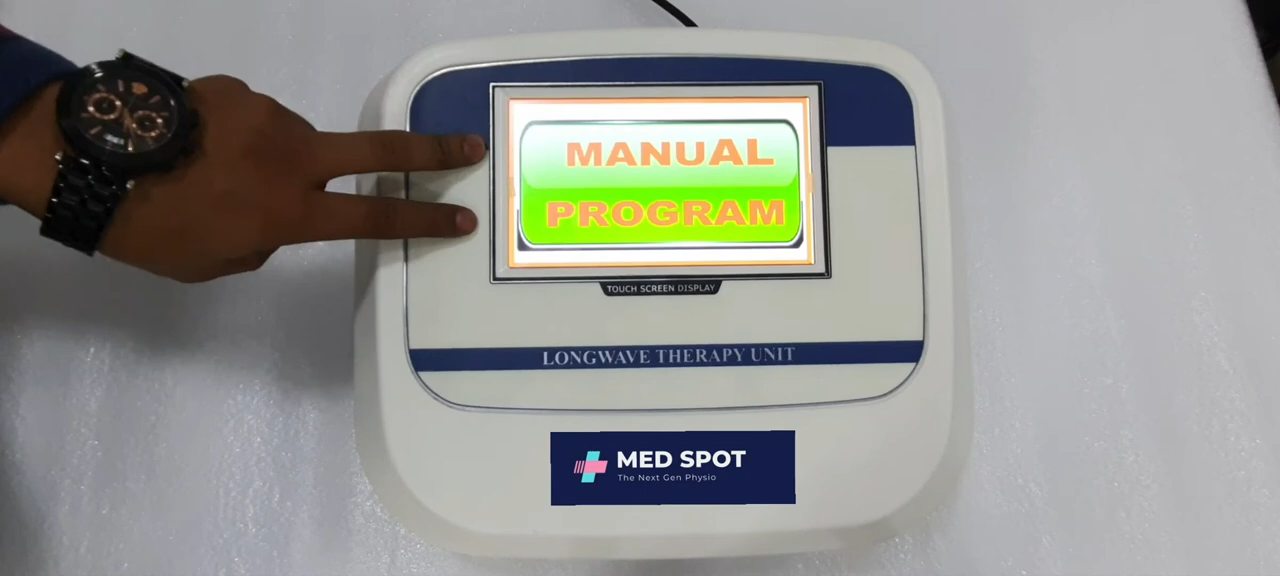 MANUAL
PROGRAM
TOUCH SCREEN DISPLAY
LONGWAVE THERAPY UNIT
MED SPOT
The Next Gen Physio